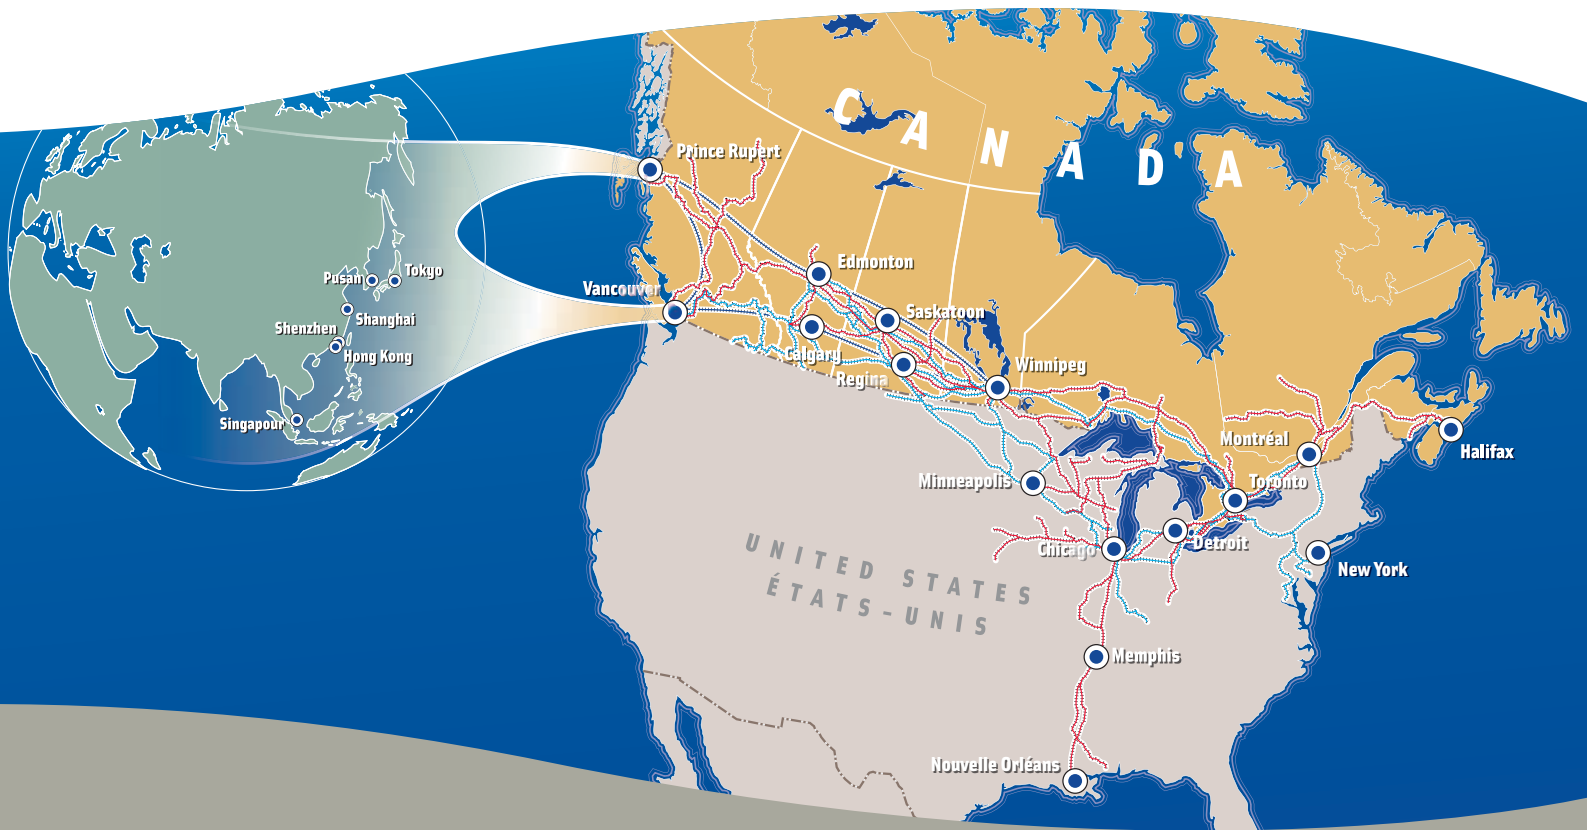 CANADA
Prince Rupert
Edmonton
Tokyo
Pusan
Vancouver
Saskatoon
Shanghai
Shenzhen
Hong Kong
Calgary
Winnipeg
Regina
Singapour
Montréal
Halifax
Minneapolis
Toronto
Chicago
Detroit
New York
UNITED STATES
ÉTATS-UNIS
Memphis
Nouvelle Orléans